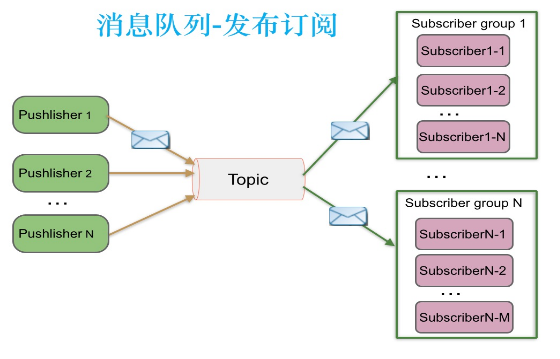 消息队列-发布订阅
Pushlisher 1
Pushlisher 2
...
Pushlisher N
Topic
Subscriber group 1
Subscriber1-1
Subscriber1-2
...
Subscriber1-N
...
Subscriber group N
SubscriberN-1
SubscriberN-2
...
SubscriberN-M